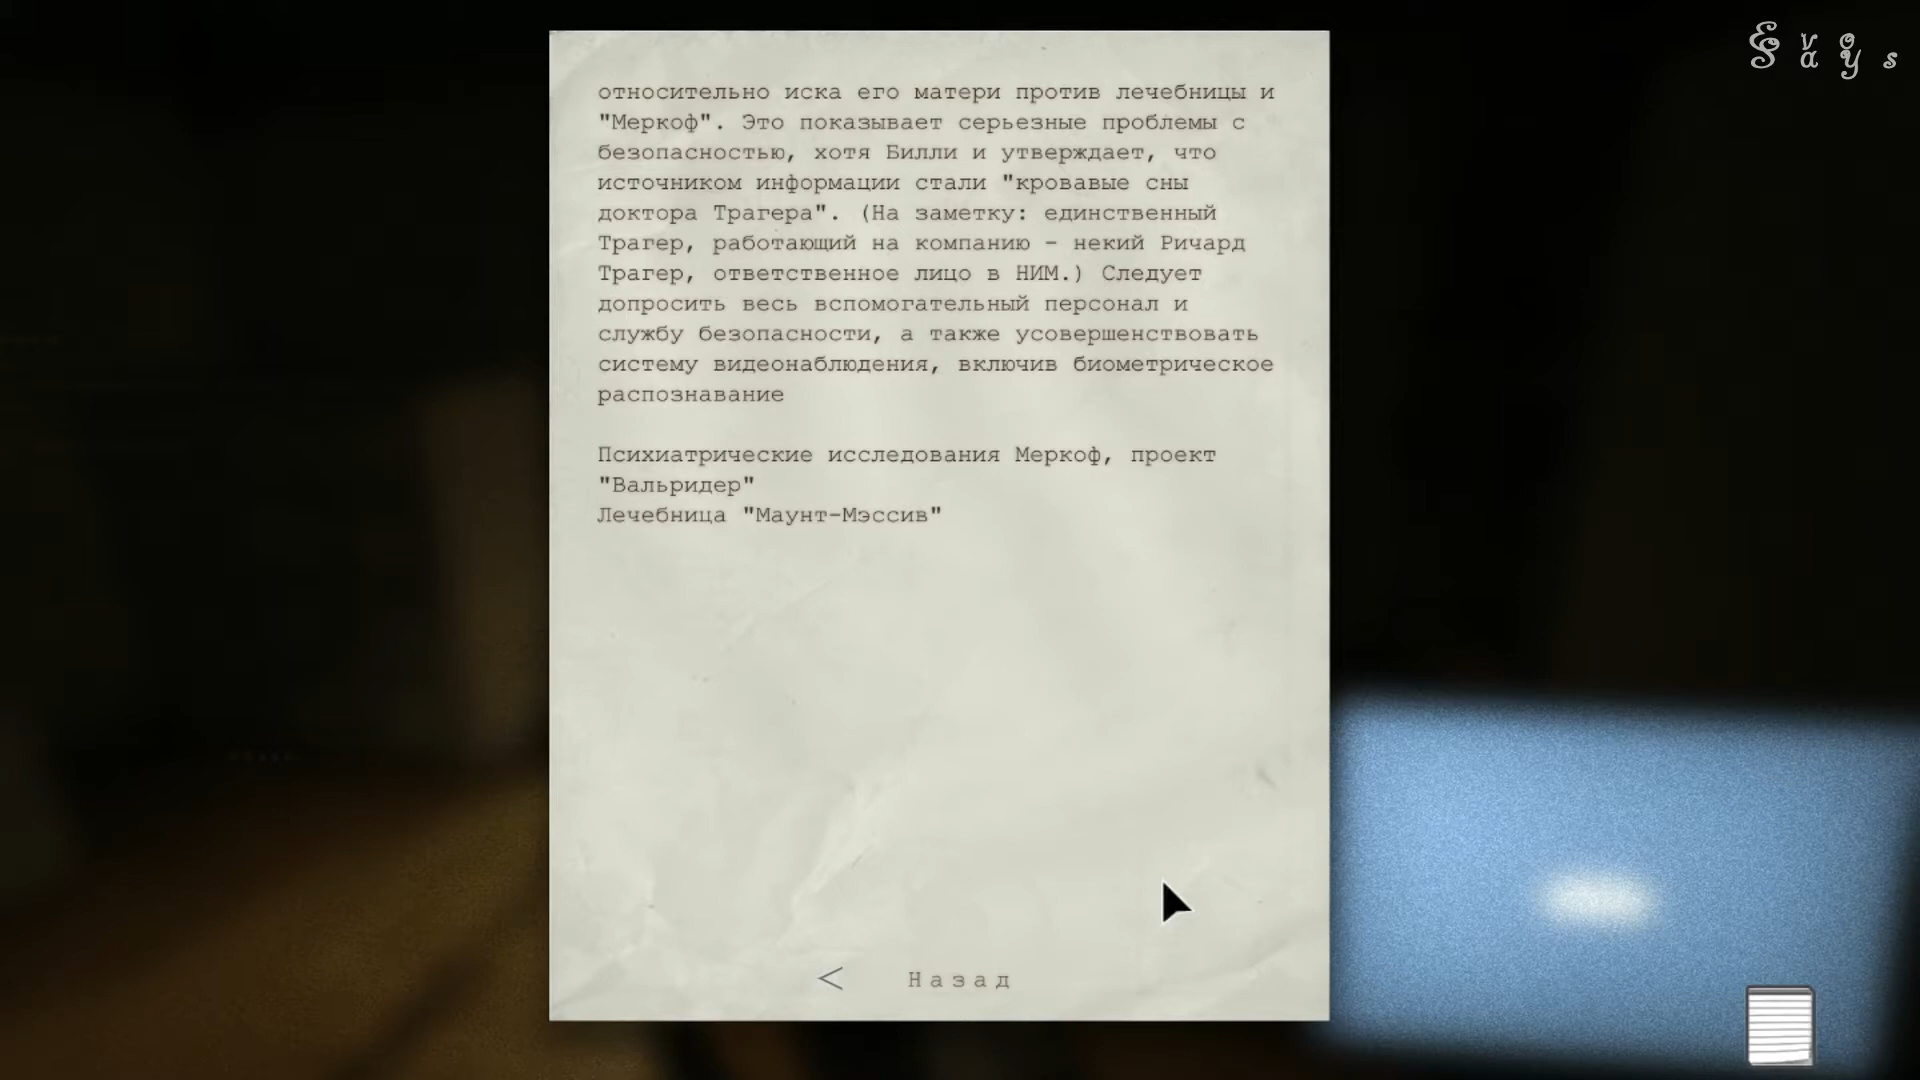 относительно иска его матери против лечебницы и
"Меркоф". Это показывает серьезные проблемы с
безопасностью, хотя Билли и утверждает, что
источником информации стали "кровавые сны
доктора Трагера". (На заметку: единственный
Трагер, работающий на компанию - некий Ричард
Трагер, ответственное лицо в НИМ.) Следует
допросить весь вспомогательный персонал и
службу безопасности, а также усовершенствовать
систему видеонаблюдения, включив биометрическое
распознавание
Психиатрические исследования Меркоф, проект
"Вальридер"
Лечебница "Маунт-Мэссив"
< Назад